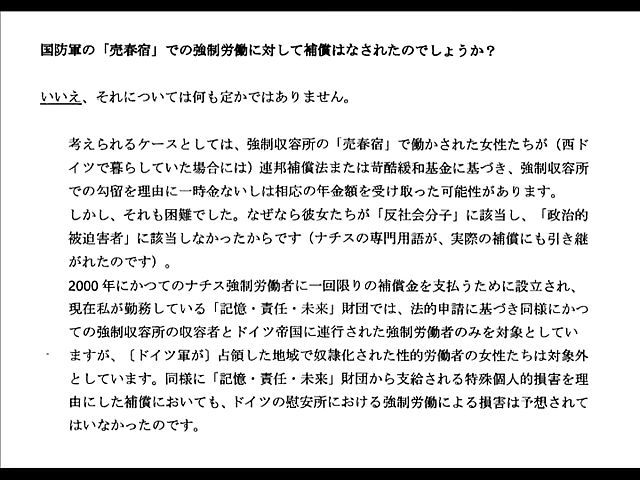 国防軍の「売春宿」での強制労働に対して補償はなされたのでしょうか？
いいえ、それについては何も定かではありません。
考えられるケースとしては、強制収容所の「売春宿」で働かされた女性たちが（西ド
イツで暮らしていた場合には）連邦補償法または苛酷緩和基金に基づき、強制収容所
での勾留を理由に一時金ないしは相応の年金額を受け取った可能性があります。
しかし、それも困難でした。なぜなら彼女たちが「反社会分子」に該当し、「政治的
被迫害者」に該当しなかったからです（ナチスの専門用語が、実際の補償にも引き継
がれたのです）。
2000 年にかつてのナチス強制労働者に一回限りの補償金を支払うために設立され、
現在私が勤務している「記憶・責任・未来」財団では、法的申請に基づき同様にかつ
ての強制収容所の収容者とドイツ帝国に連行された強制労働者のみを対象としてい
ますが、〔ドイツ軍が〕占領した地域で奴隷化された性的労働者の女性たちは対象外
としています。同様に「記憶・責任・未来」財団から支給される特殊個人的損害を理
由にした補償においても、ドイツの慰安所における強制労働による損害は予想されて
はいなかったのです。